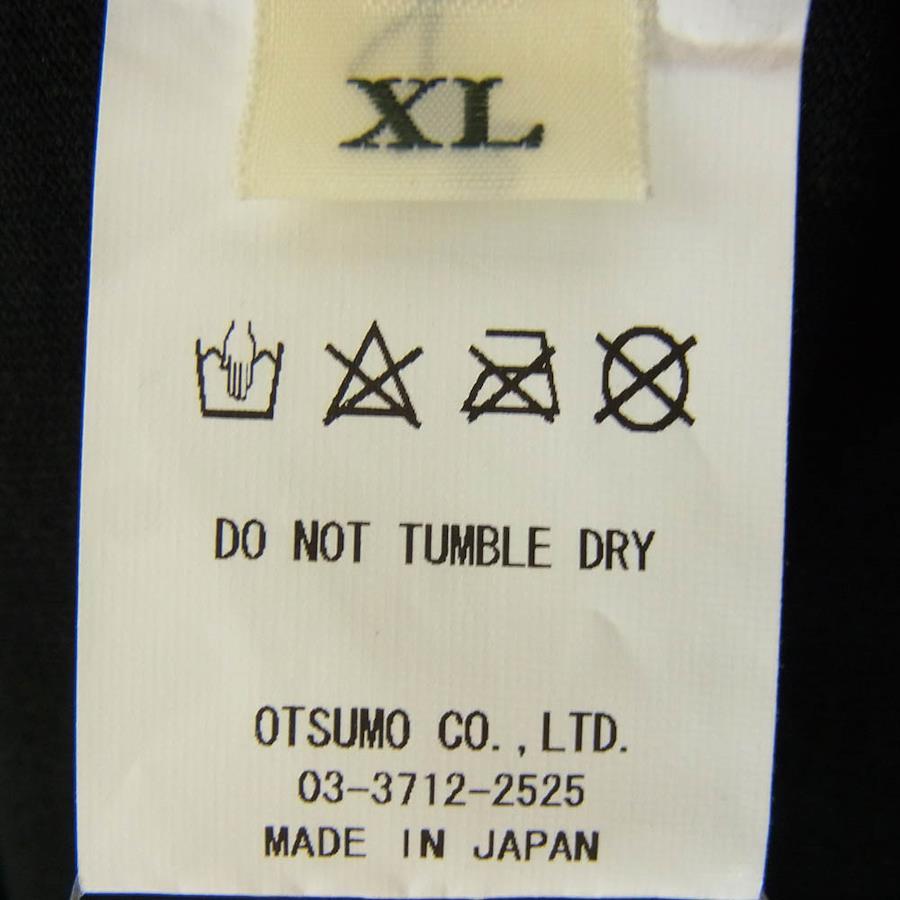 XL
DO NOT TUMBLE DRY
OTSUMO CO.,LTD.
03-3712-2525
MADE IN JAPAN